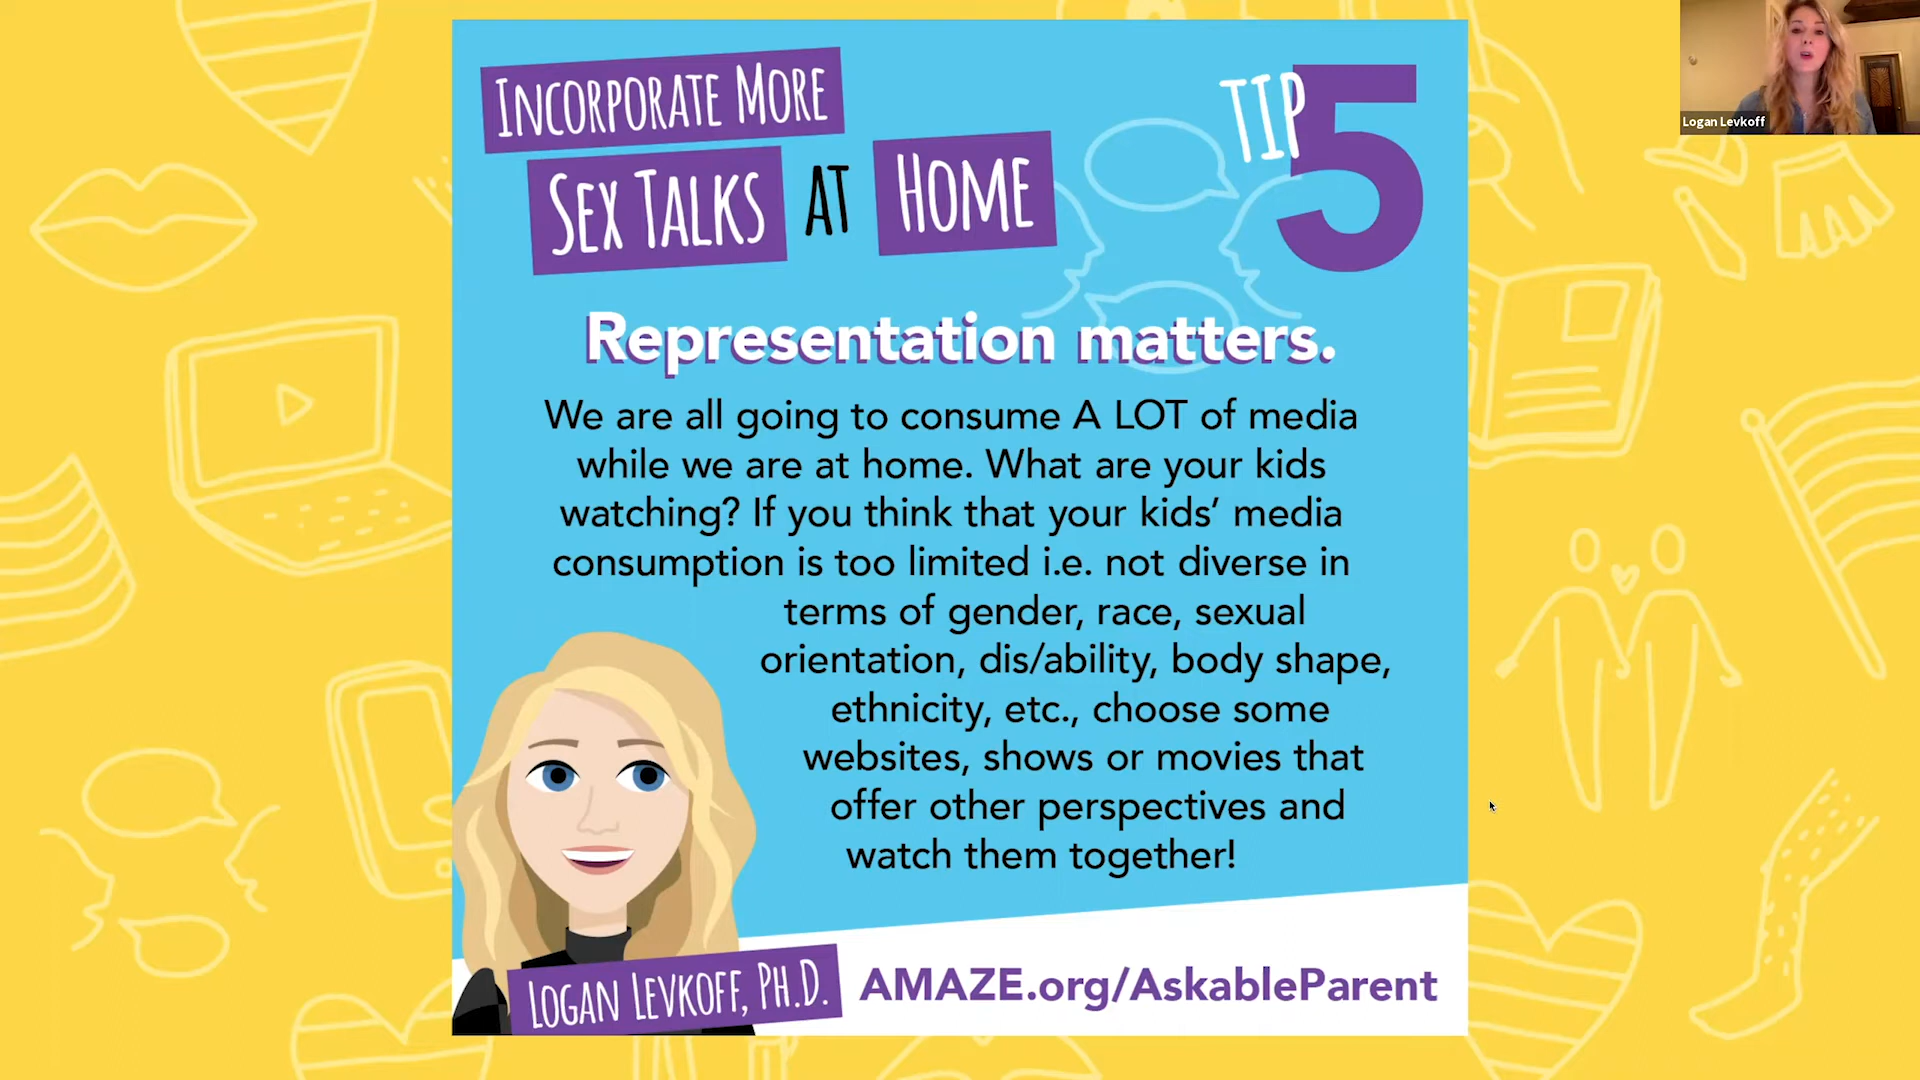 INCORPORATE MORE
SEX TALKS AT HOME
TIP 5
Logan Levkoff
Representation matters.
We are all going to consume A LOT of media
while we are at home. What are your kids
watching? If you think that your kids’ media
consumption is too limited i.e. not diverse in
terms of gender, race, sexual
orientation, dis/ability, body shape,
ethnicity, etc., choose some
websites, shows or movies that
offer other perspectives and
watch them together!
LOGAN LEVKOFF, PH.D.
AMAZE.org/AskableParent